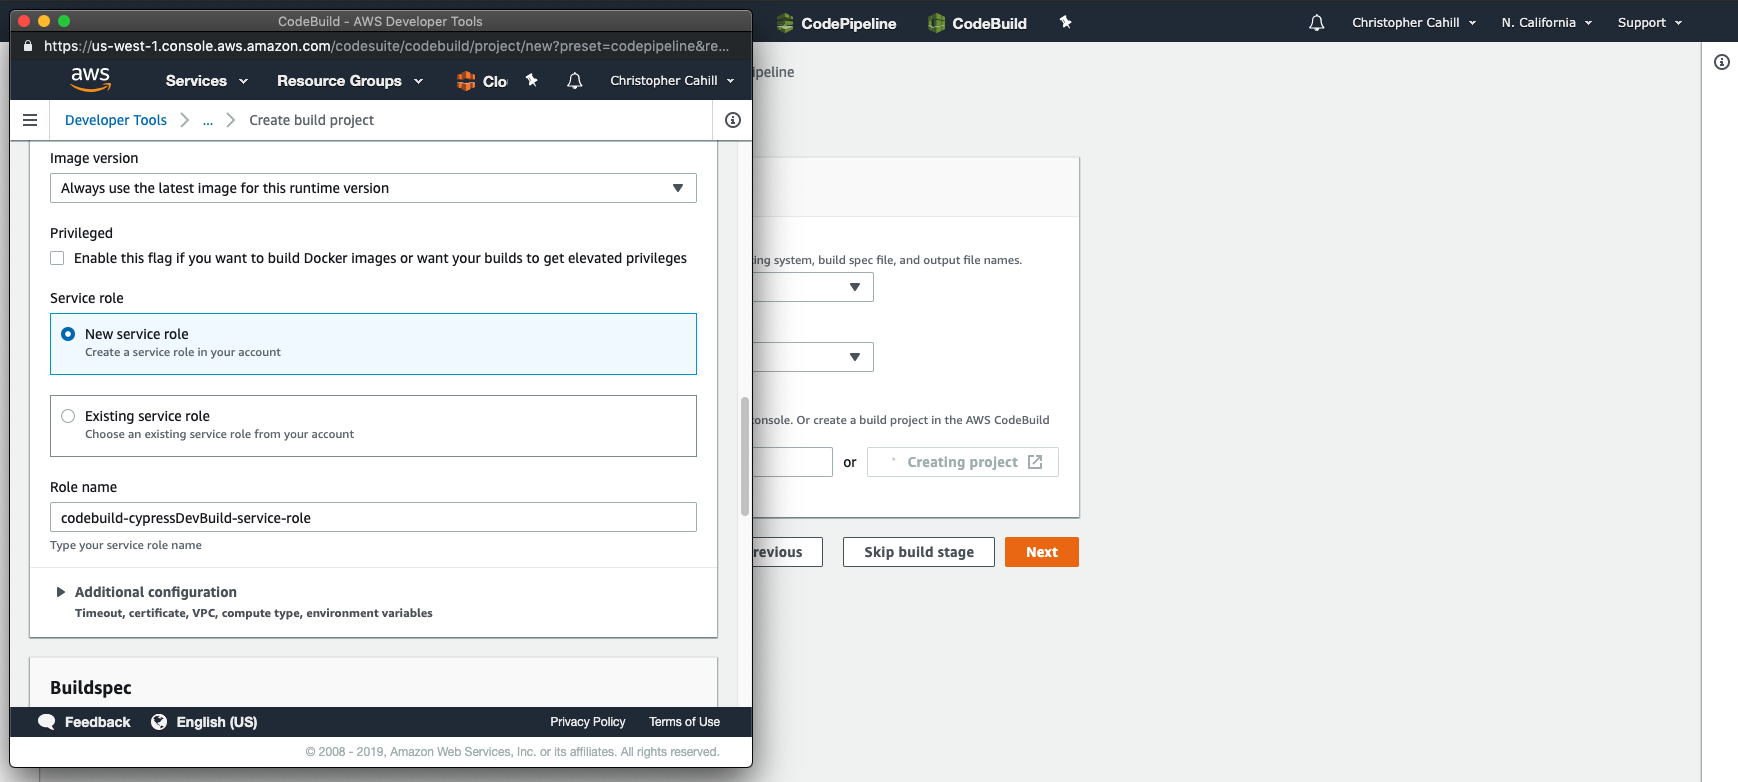 CodeBuild - AWS Developer Tools
https://us-west-1.console.aws.amazon.com/codesuite/codebuild/project/new?preset=codepipeline&re...
aws Services Resource Groups Clo Christopher Cahill
Developer Tools ... Create build project
Image version
Always use the latest image for this runtime version
Privileged
Enable this flag if you want to build Docker images or want your builds to get elevated privileges
Service role
New service role
Create a service role in your account
Existing service role
Choose an existing service role from your account
Role name
codebuild-cypressDevBuild-service-role
Type your service role name
Additional configuration
Timeout, certificate, VPC, compute type, environment variables
Buildspec
Feedback English (US) Privacy Policy Terms of Use
© 2008 - 2019, Amazon Web Services, Inc. or its affiliates. All rights reserved.
CodePipeline CodeBuild Christopher Cahill N. California Support
ipeline
ing system, build spec file, and output file names.
console. Or create a build project in the AWS CodeBuild
or Creating project
revious Skip build stage Next